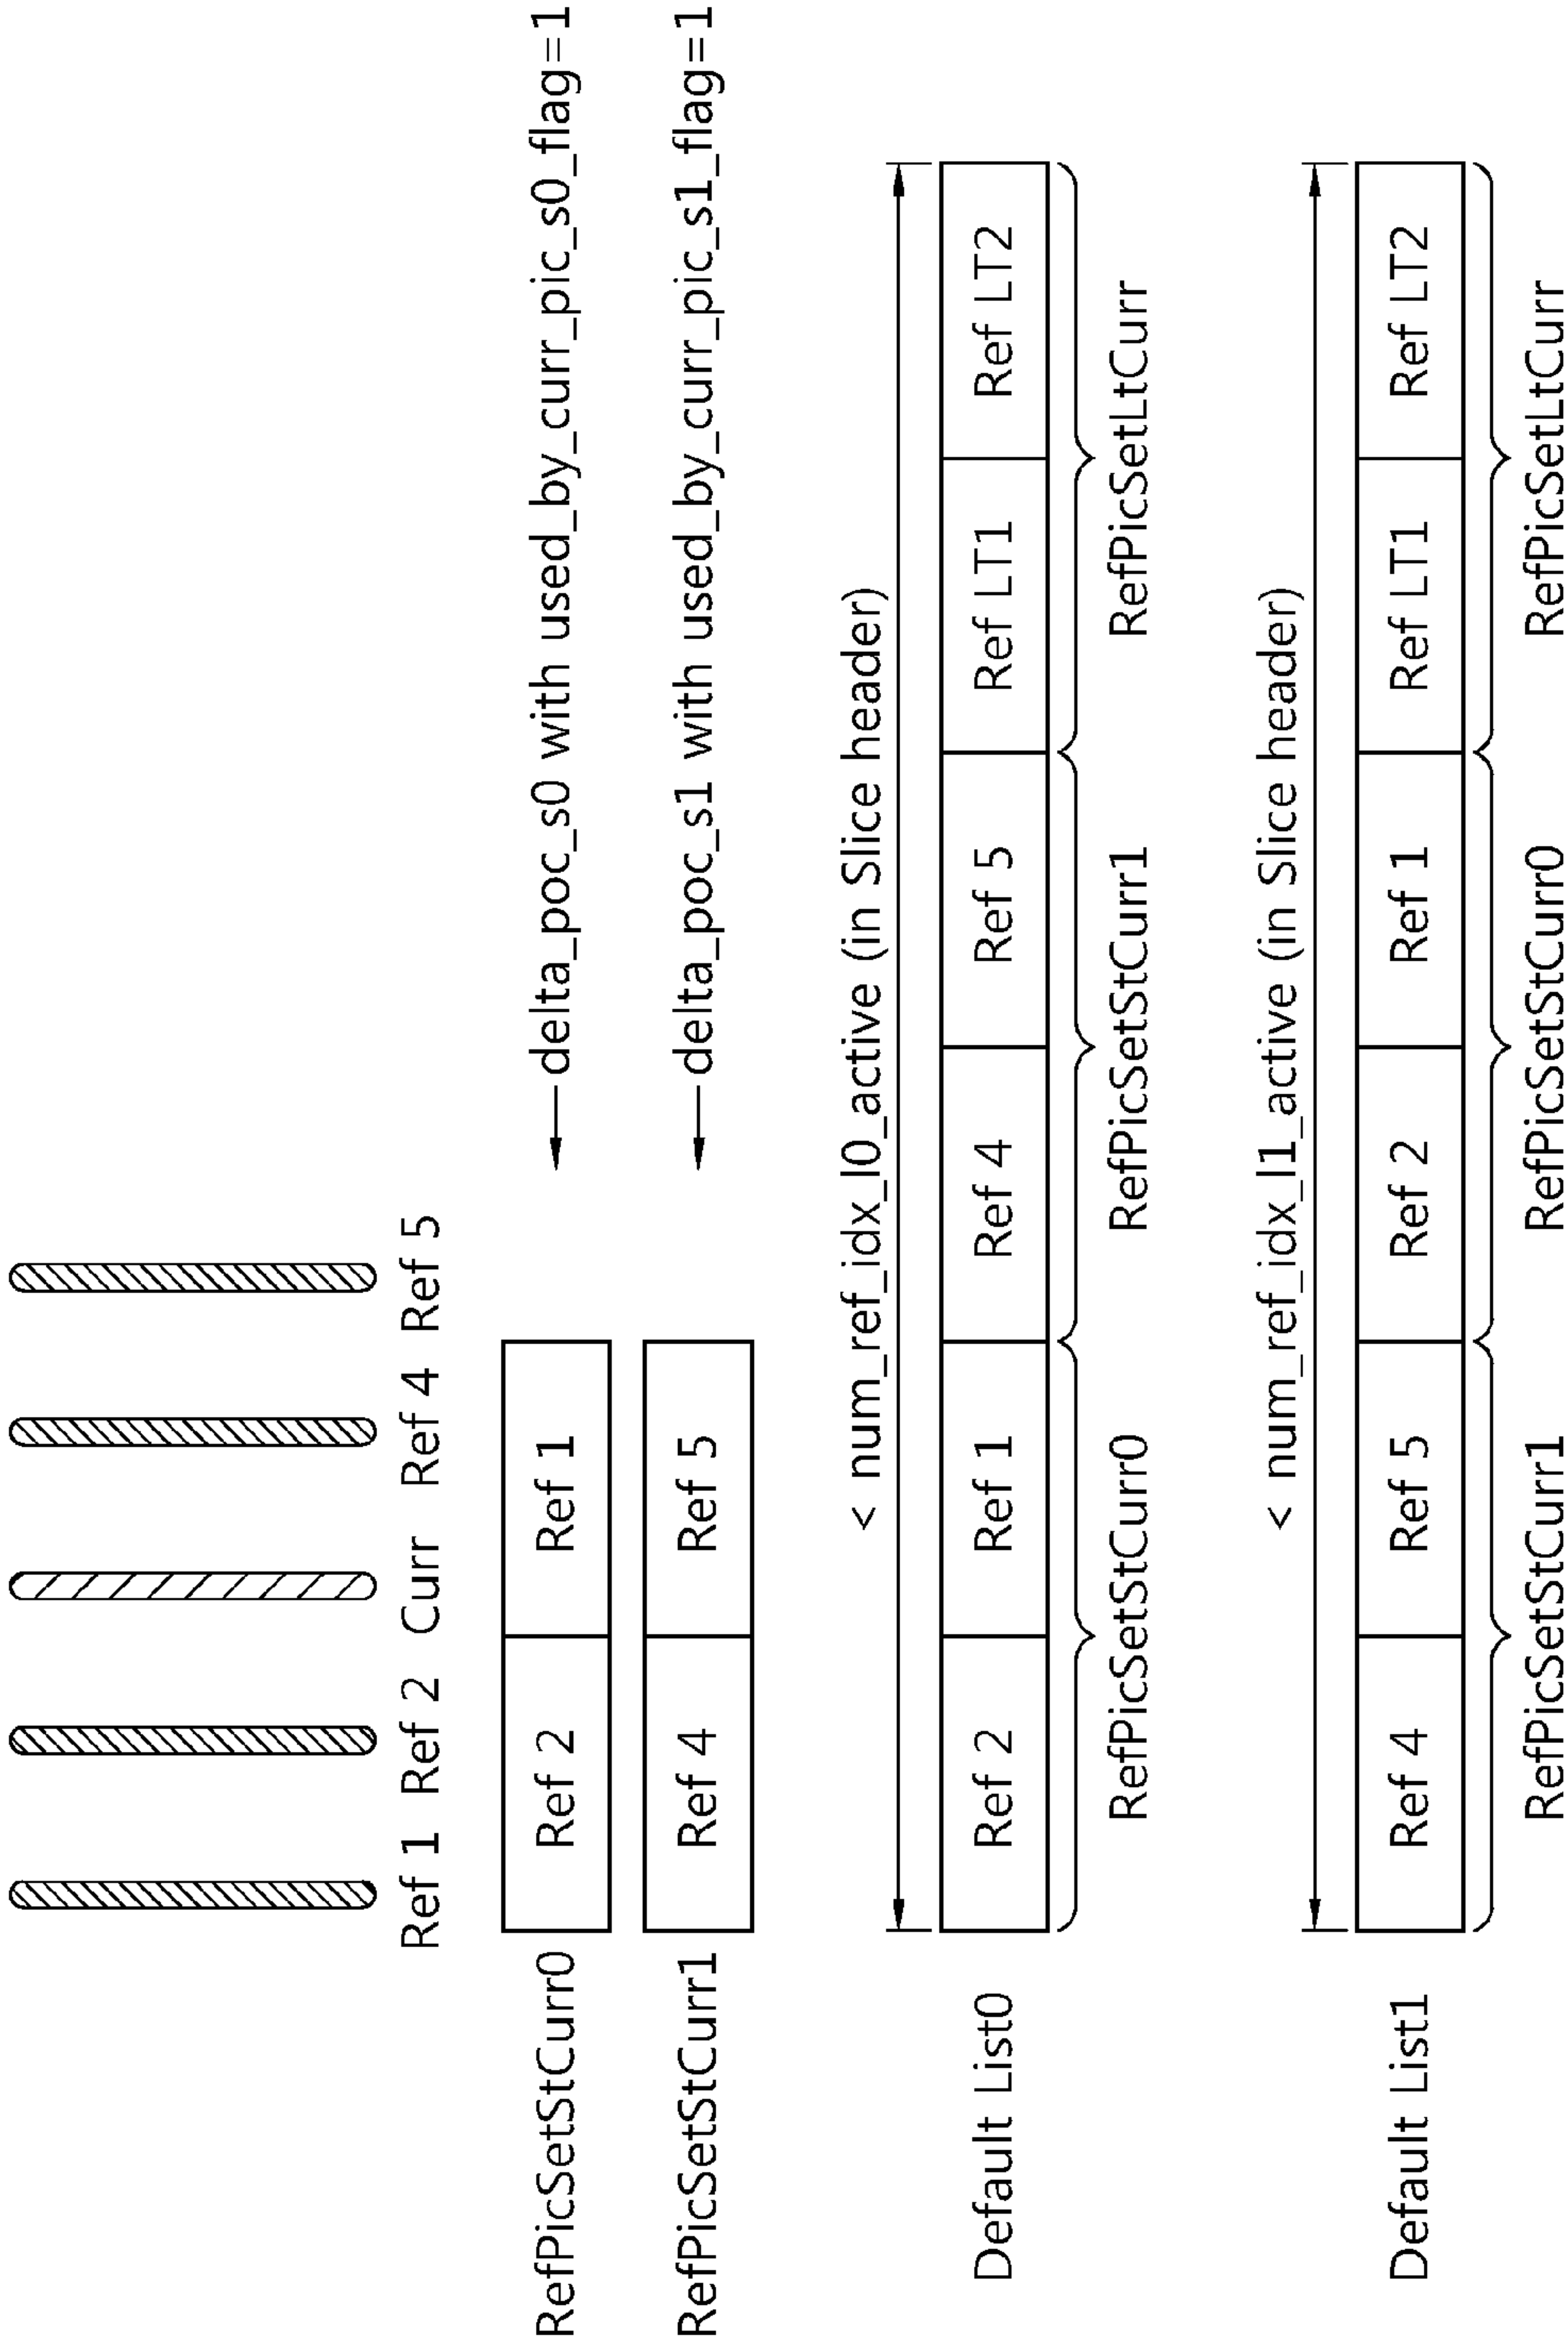 Ref 1 Ref 2 Curr Ref 4 Ref 5
RefPicSetStCurr0 Ref 2 Ref 1 delta_poc_s0 with used_by_curr_pic_s0_flag=1
RefPicSetStCurr1 Ref 4 Ref 5 delta_poc_s1 with used_by_curr_pic_s1_flag=1
< num_ref_idx_l0_active (in Slice header)
Default List0 Ref 2 Ref 1 Ref 4 Ref 5 Ref LT1 Ref LT2
RefPicSetStCurr0 RefPicSetStCurr1 RefPicSetLtCurr
< num_ref_idx_l1_active (in Slice header)
Default List1 Ref 4 Ref 5 Ref 2 Ref 1 Ref LT1 Ref LT2
RefPicSetStCurr1 RefPicSetStCurr0 RefPicSetLtCurr